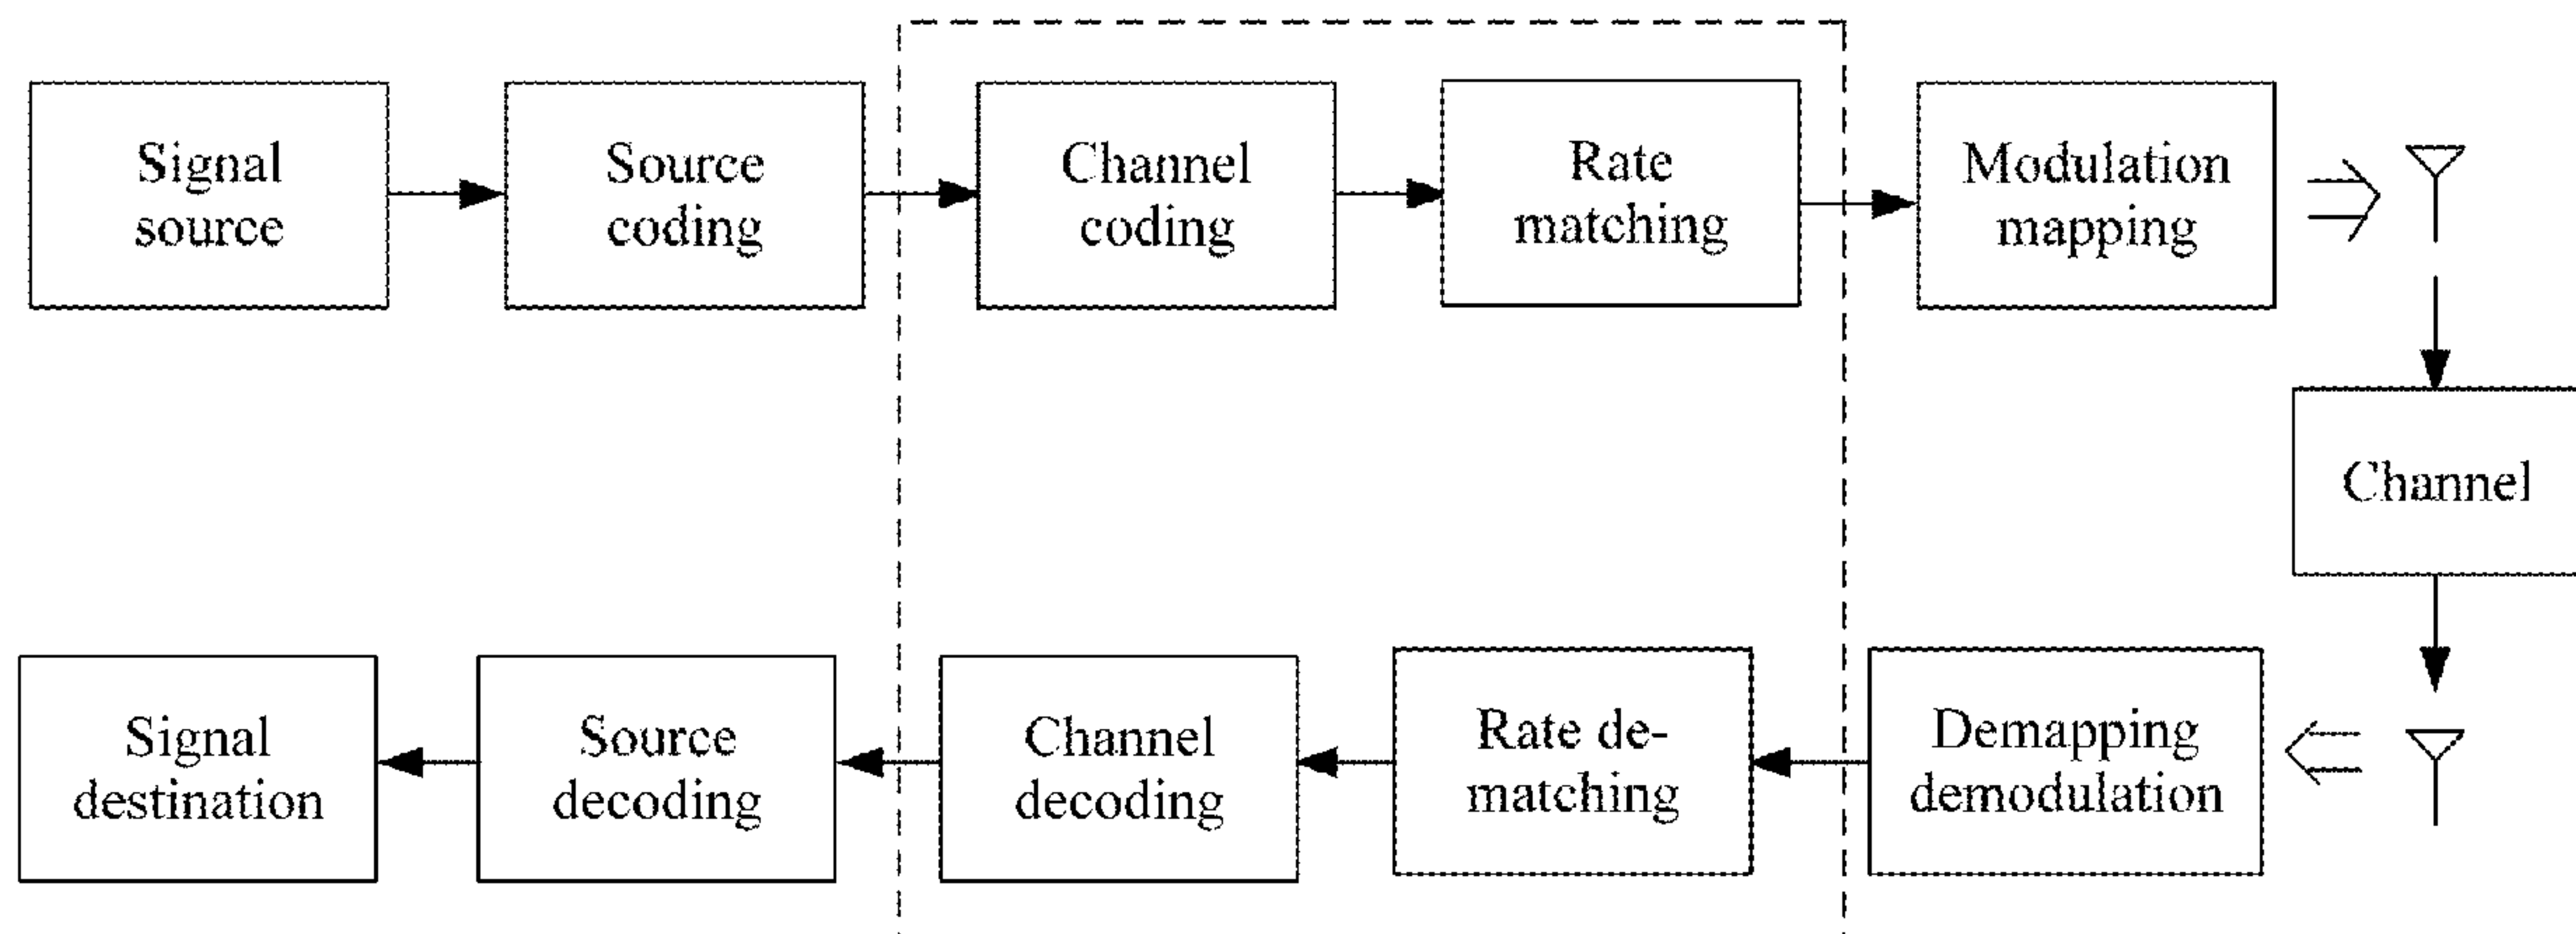 Signal
source
Source
coding
Channel
coding
Rate
matching
Modulation
mapping
Channel
Signal
destination
Source
decoding
Channel
decoding
Rate de-
matching
Demapping
demodulation